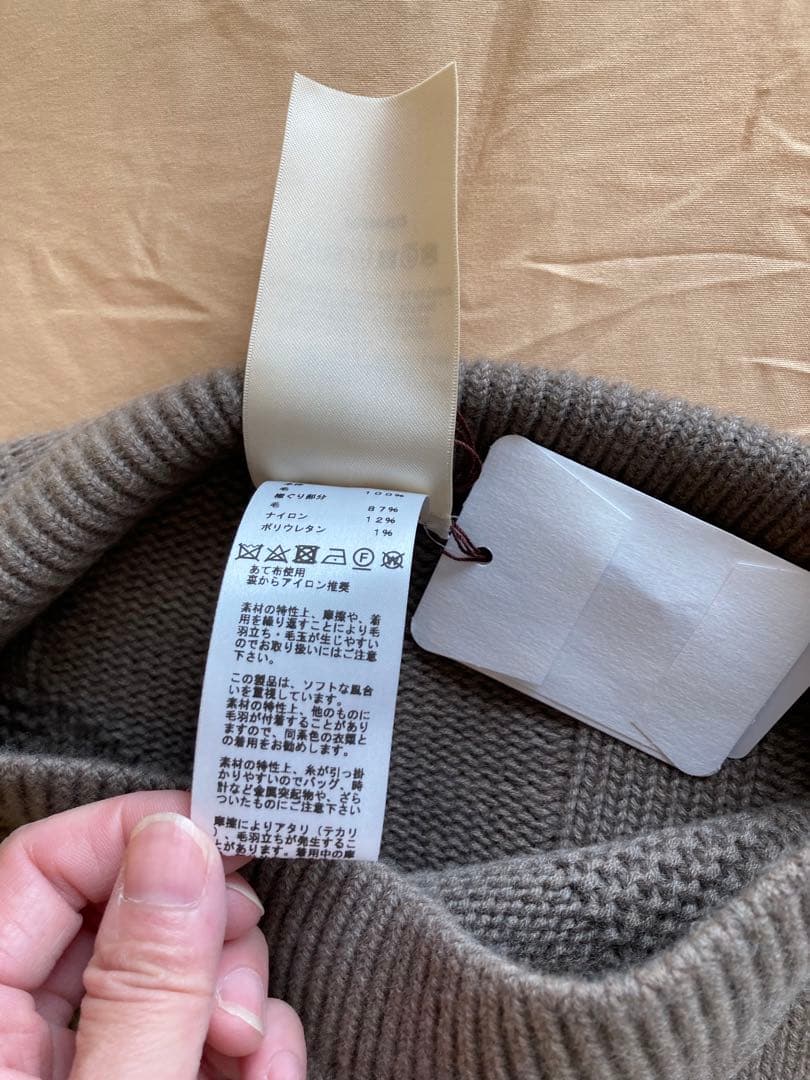 毛 100%
裾ぐり部分
毛 87%
ナイロン 12%
ポリウレタン 1%
F W
あて布使用
裏からアイロン推奨
素材の特性上、摩擦や、着
用を繰り返すことにより毛
羽立ち・毛玉が生じやすい
のでお取り扱いにはご注意
下さい。
この製品は、ソフトな風合
いを重視しています。
素材の特性上、他のものに
毛羽が付着することがあり
ますので、同素色の衣類と
の着用をお勧めします。
素材の特性上、糸が引っ掛
かりやすいのでバッグ、時
計など金属突起物や、ざら
ついたものにご注意下さい
摩擦によりアタリ(テカリ
)、毛羽立ちが発生するこ
とがあります。着用中の摩